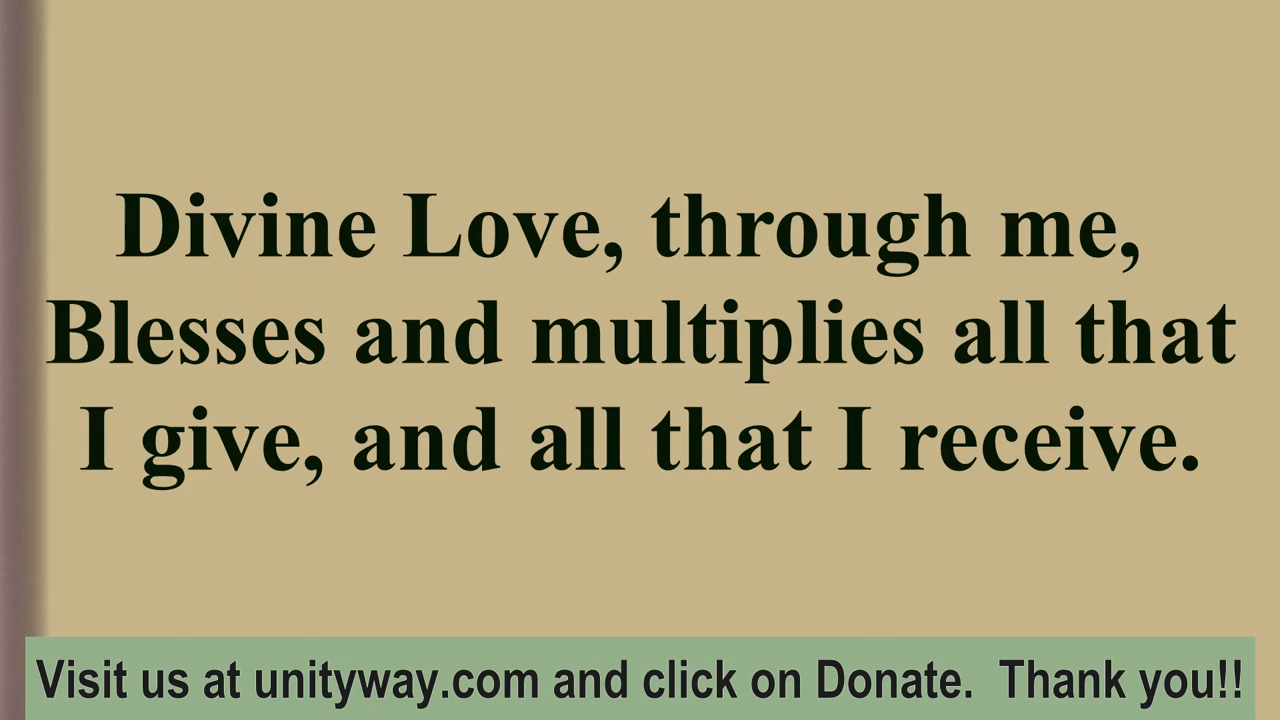 Divine Love, through me,
Blesses and multiplies all that
I give, and all that I receive.
Visit us at unityway.com and click on Donate.  Thank you!!